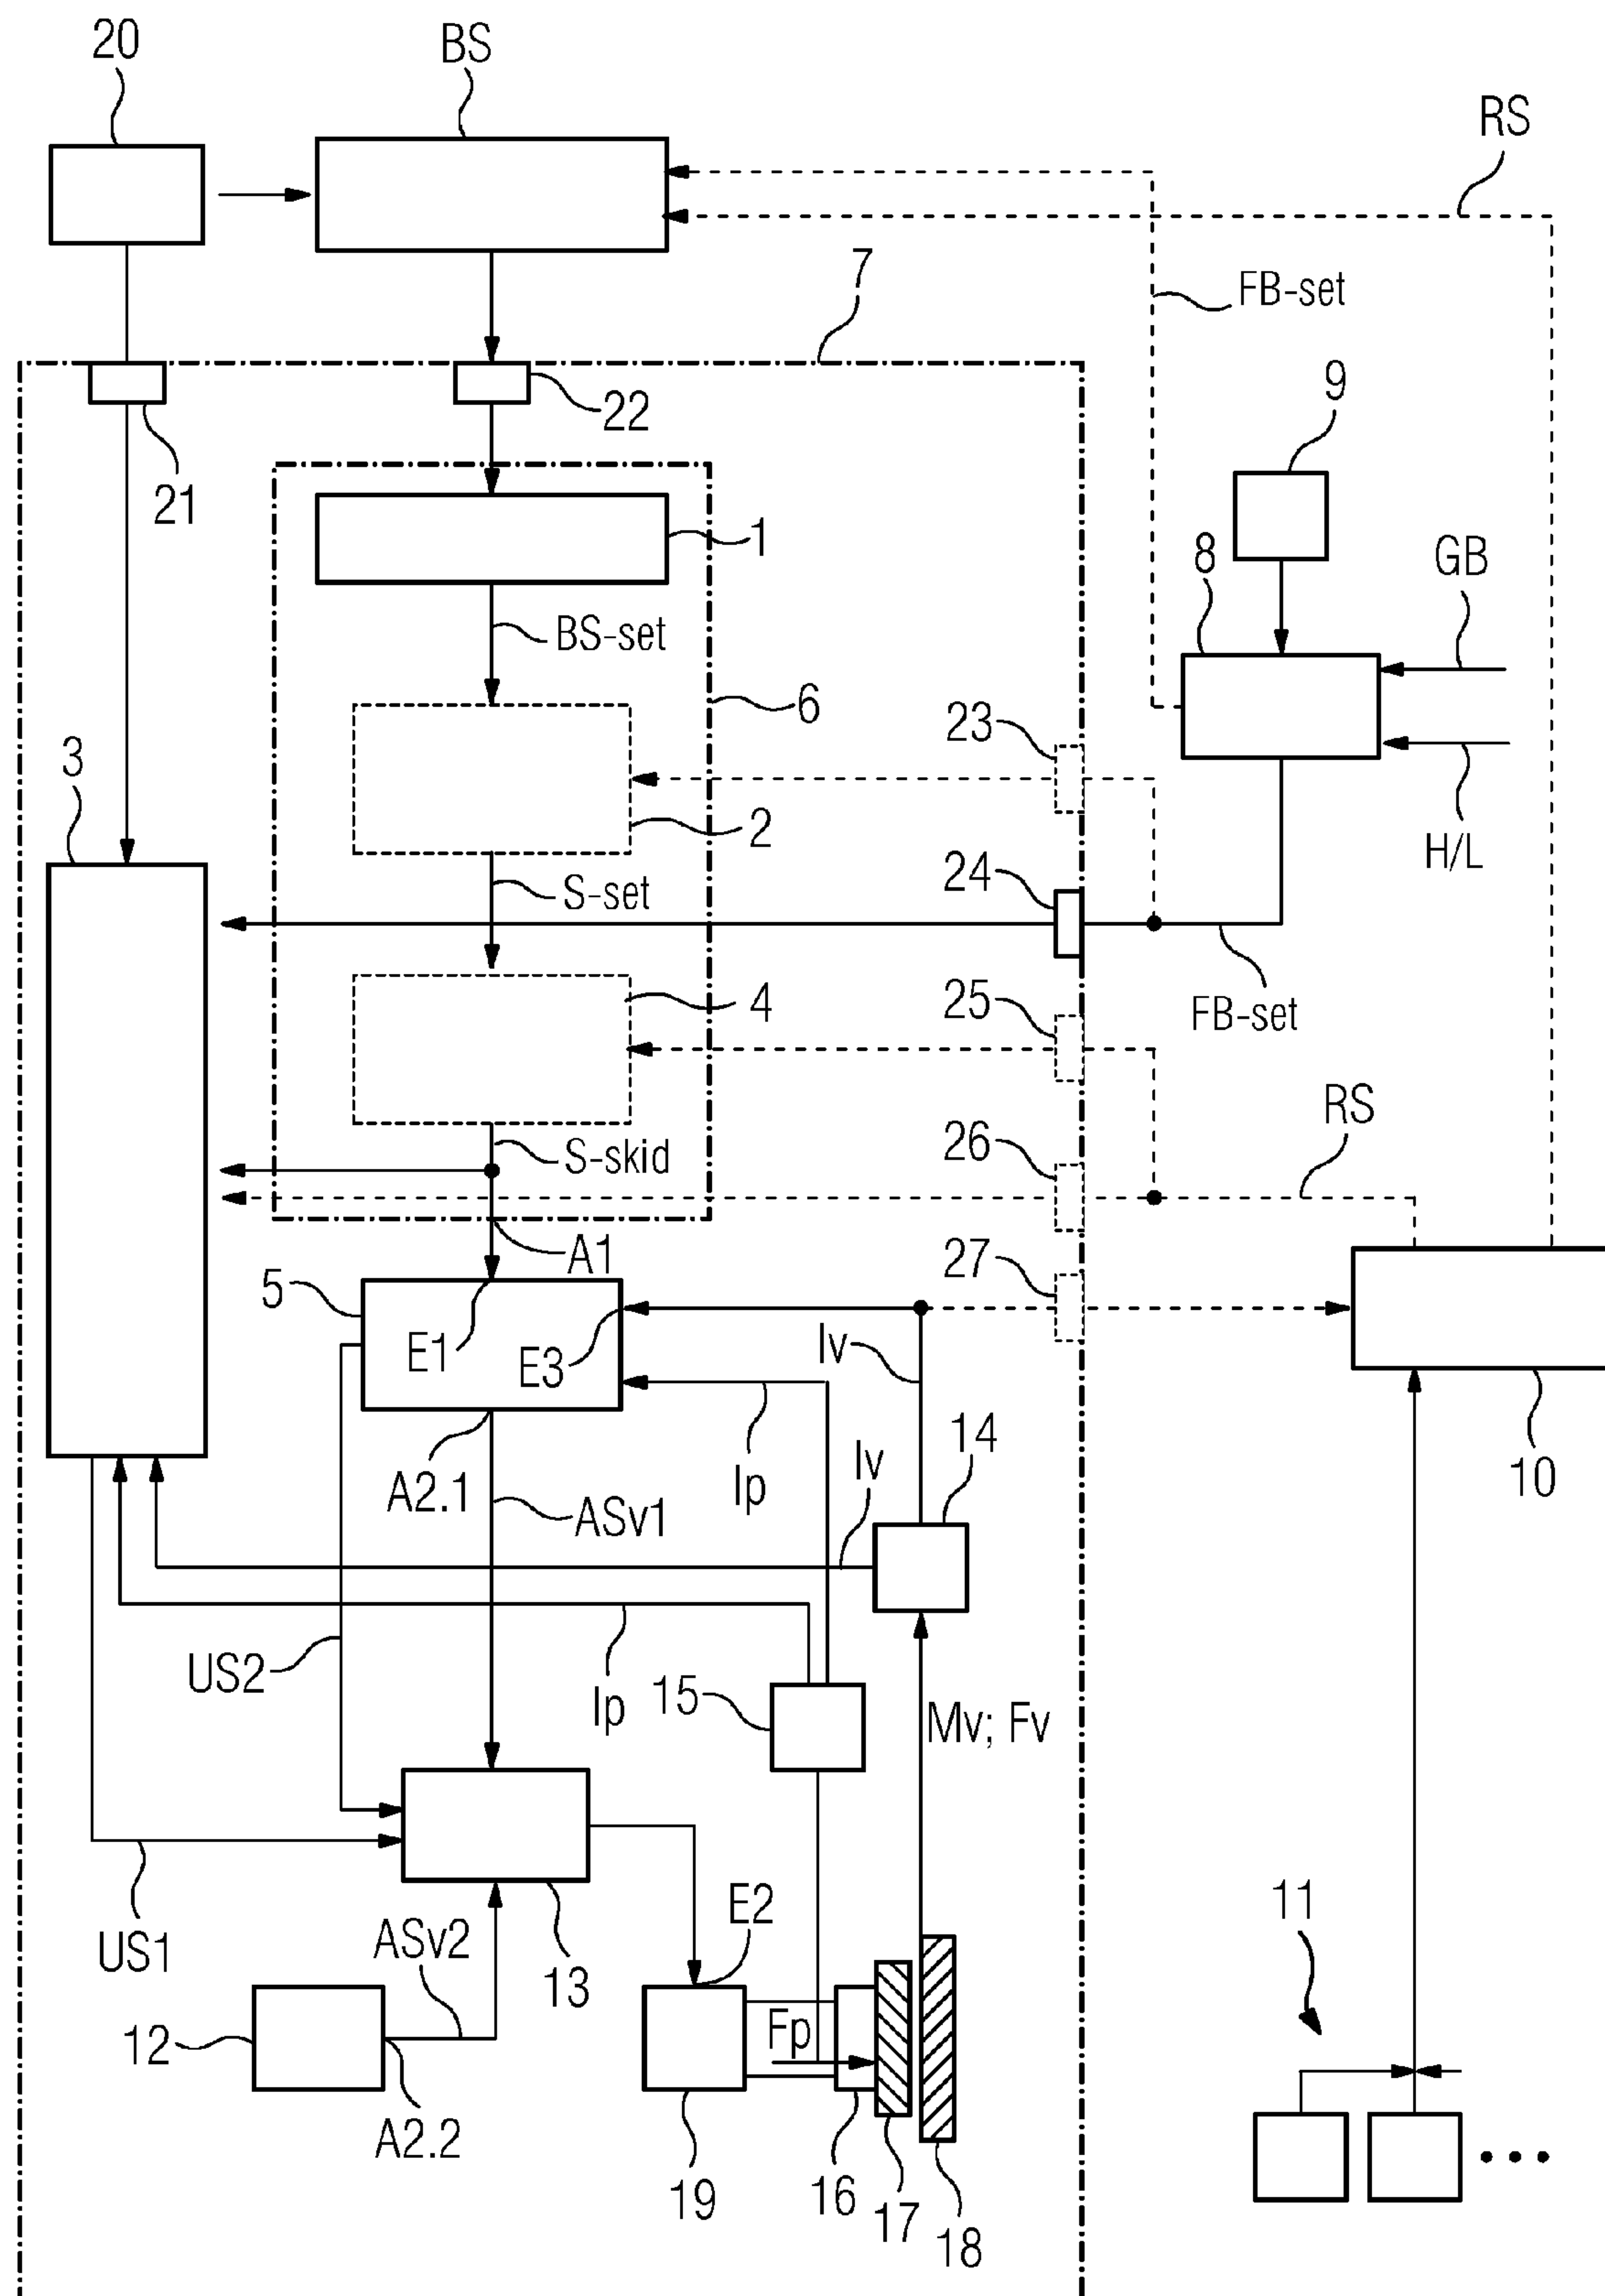 20
BS
RS
7
FB-set
9
22
21
1
8
GB
BS-set
6
23
3
2
H/L
24
S-set
25
4
FB-set
RS
26
S-skid
A1
27
5
E1
E3
Iv
14
Iv
Ip
10
A2.1
ASv1
US2
15
Ip
Mv; Fv
E2
11
ASv2
US1
13
12
Fp
A2.2
19
16
17
18